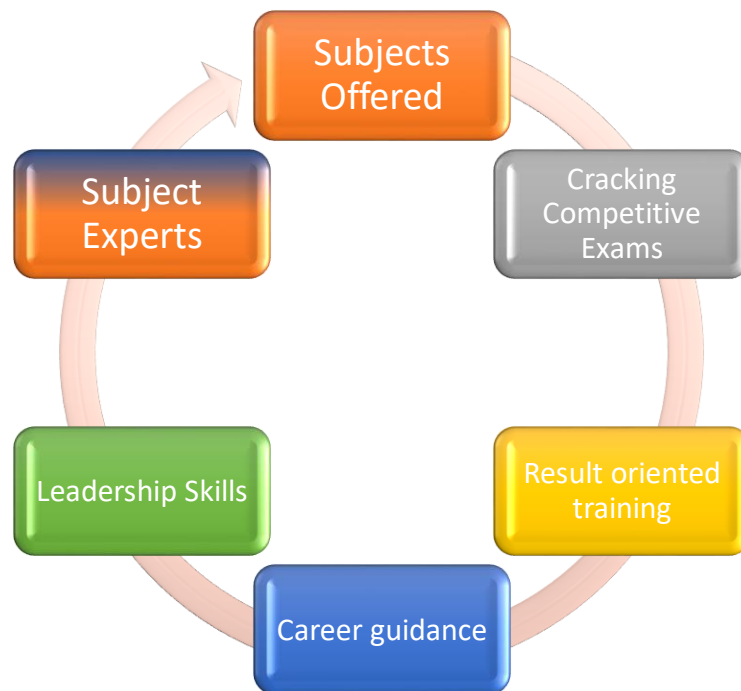 Subjects
Offered
Cracking
Competitive
Exams
Result oriented
training
Career guidance
Leadership Skills
Subject
Experts